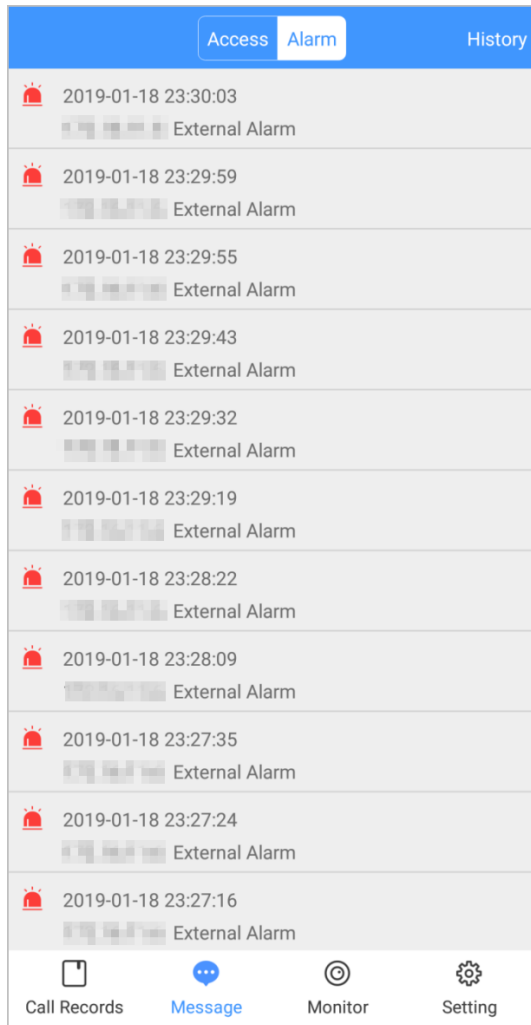 Access Alarm History
2019-01-18 23:30:03
External Alarm
2019-01-18 23:29:59
External Alarm
2019-01-18 23:29:55
External Alarm
2019-01-18 23:29:43
External Alarm
2019-01-18 23:29:32
External Alarm
2019-01-18 23:29:19
External Alarm
2019-01-18 23:28:22
External Alarm
2019-01-18 23:28:09
External Alarm
2019-01-18 23:27:35
External Alarm
2019-01-18 23:27:24
External Alarm
2019-01-18 23:27:16
External Alarm
Call Records Message Monitor Setting